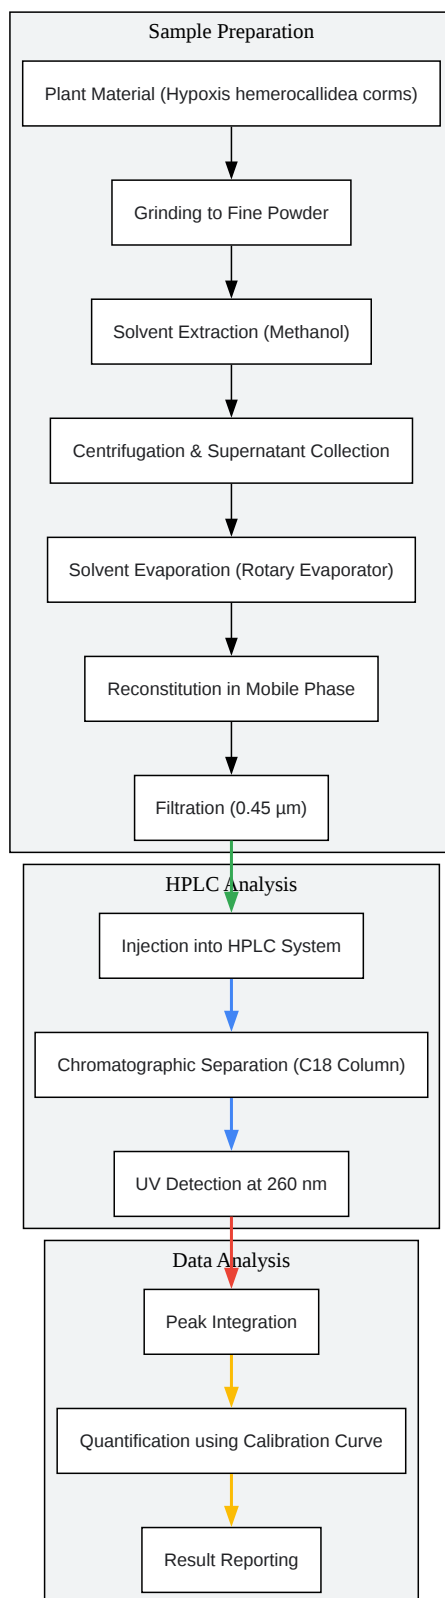 Sample Preparation
Plant Material (Hypoxis hemerocallidea corms)
Grinding to Fine Powder
Solvent Extraction (Methanol)
Centrifugation & Supernatant Collection
Solvent Evaporation (Rotary Evaporator)
Reconstitution in Mobile Phase
Filtration (0.45 µm)
HPLC Analysis
Injection into HPLC System
Chromatographic Separation (C18 Column)
UV Detection at 260 nm
Data Analysis
Peak Integration
Quantification using Calibration Curve
Result Reporting